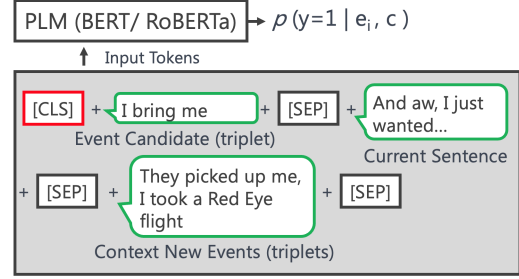 PLM (BERT/ RoBERTa) p (y=1 | e_i , c )
Input Tokens
[CLS] + I bring me + [SEP] + And aw, I just
wanted...
Event Candidate (triplet)
Current Sentence
+ [SEP] + They picked up me,
I took a Red Eye
flight + [SEP]
Context New Events (triplets)